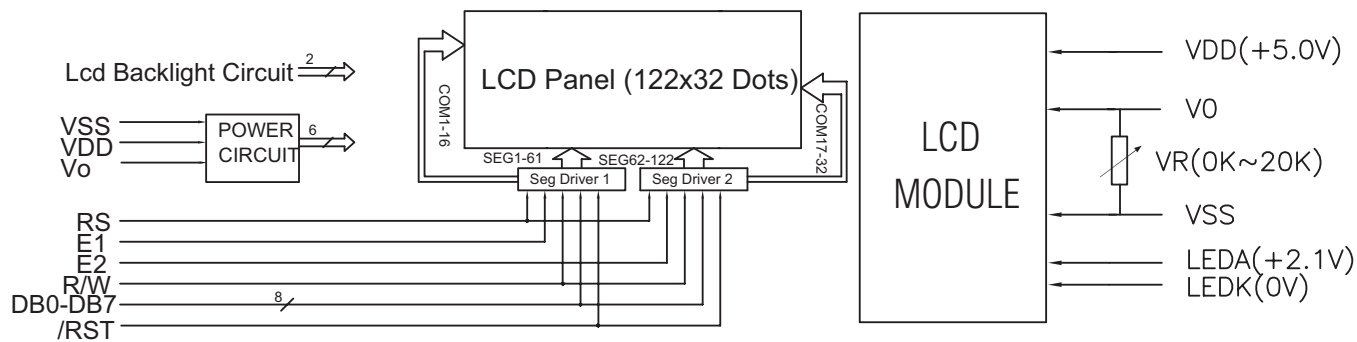 Lcd Backlight Circuit
2
VSS
VDD
Vo
POWER
CIRCUIT
6
COM1-16
LCD Panel (122x32 Dots)
COM17-32
SEG1-61
SEG62-122
Seg Driver 1
Seg Driver 2
RS
E1
E2
R/W
DB0-DB7
8
/RST
LCD
MODULE
VDD(+5.0V)
V0
VR(0K~20K)
VSS
LEDA(+2.1V)
LEDK(0V)